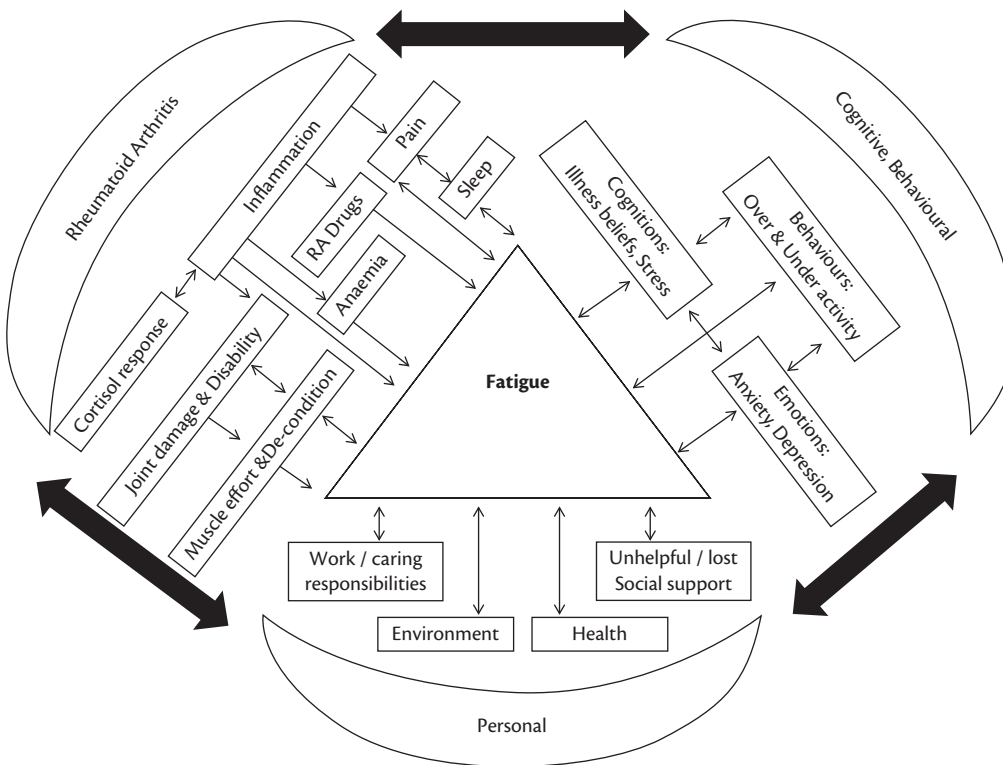 Rheumatoid Arthritis
Inflammation
Pain
Sleep
RA Drugs
Anaemia
Cortisol response
Joint damage & Disability
Muscle effort &De-condition
Fatigue
Cognitive, Behavioural
Cognitions:
Illness beliefs, Stress
Behaviours:
Over & Under activity
Emotions:
Anxiety, Depression
Work / caring
responsibilities
Unhelpful / lost
Social support
Environment
Health
Personal